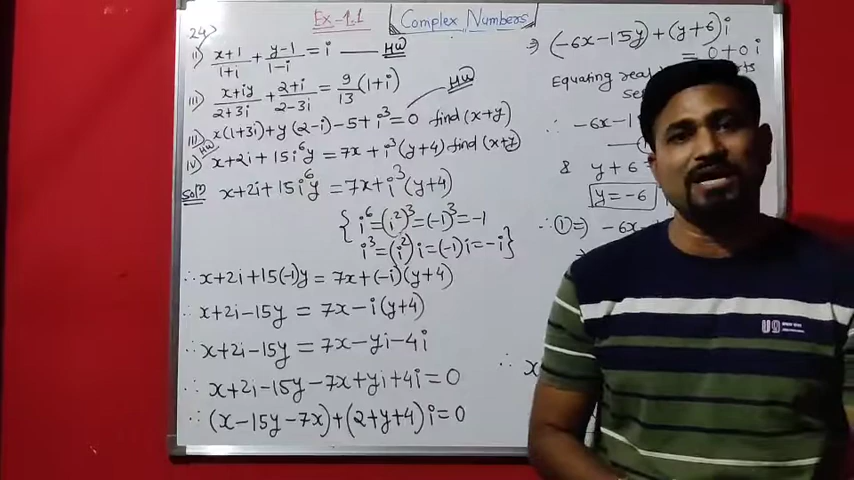 Ex-1.1 Complex Numbers
24)
i) x+1/1+i + y-1/1-i = i — HW
ii) x+iy/2+3i + 2+i/2-3i = 9/13 (1+i)
HW
iii) x(1+3i)+y(2-i)-5+i³=0 find (x+y)
HW
iv) x+2i+15i⁶y = 7x+i³(y+4) find (x+y)
Solⁿ x+2i+15i⁶y = 7x+i³(y+4)
{ i⁶ = (i²)³ = (-1)³ = -1
i³ = (i²)i = (-1)i = -i }
∴ x+2i+15(-1)y = 7x+(-i)(y+4)
∴ x+2i-15y = 7x-i(y+4)
∴ x+2i-15y = 7x-yi-4i
∴ x+2i-15y-7x+yi+4i=0
∴ (x-15y-7x)+(2+y+4)i=0
⇒ (-6x-15y)+(y+6)i
= 0+0i
Equating
∴ -6x-1
& y+6
y=-6
∴ ①⇒ -6x
∴ x
U9